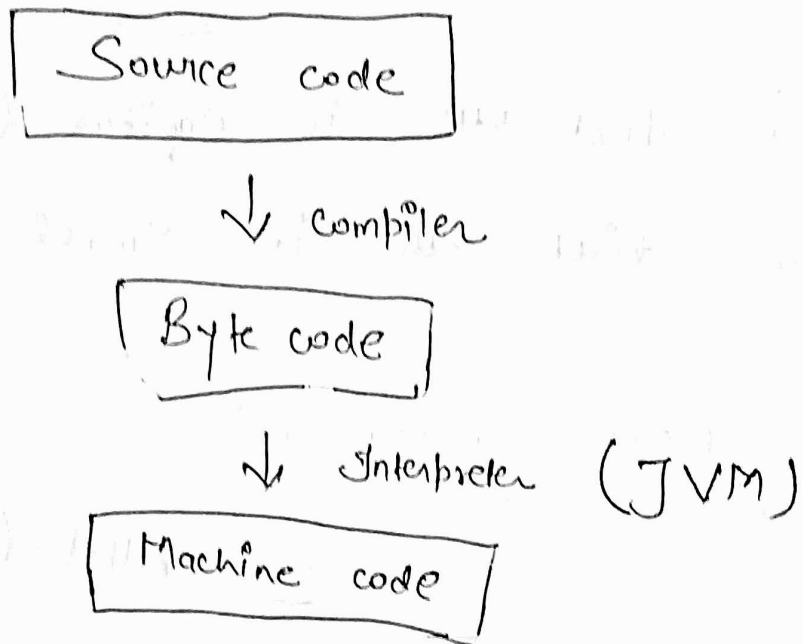 Source code
↓ Compiler
Byte code
↓ Interpreter (JVM)
Machine code